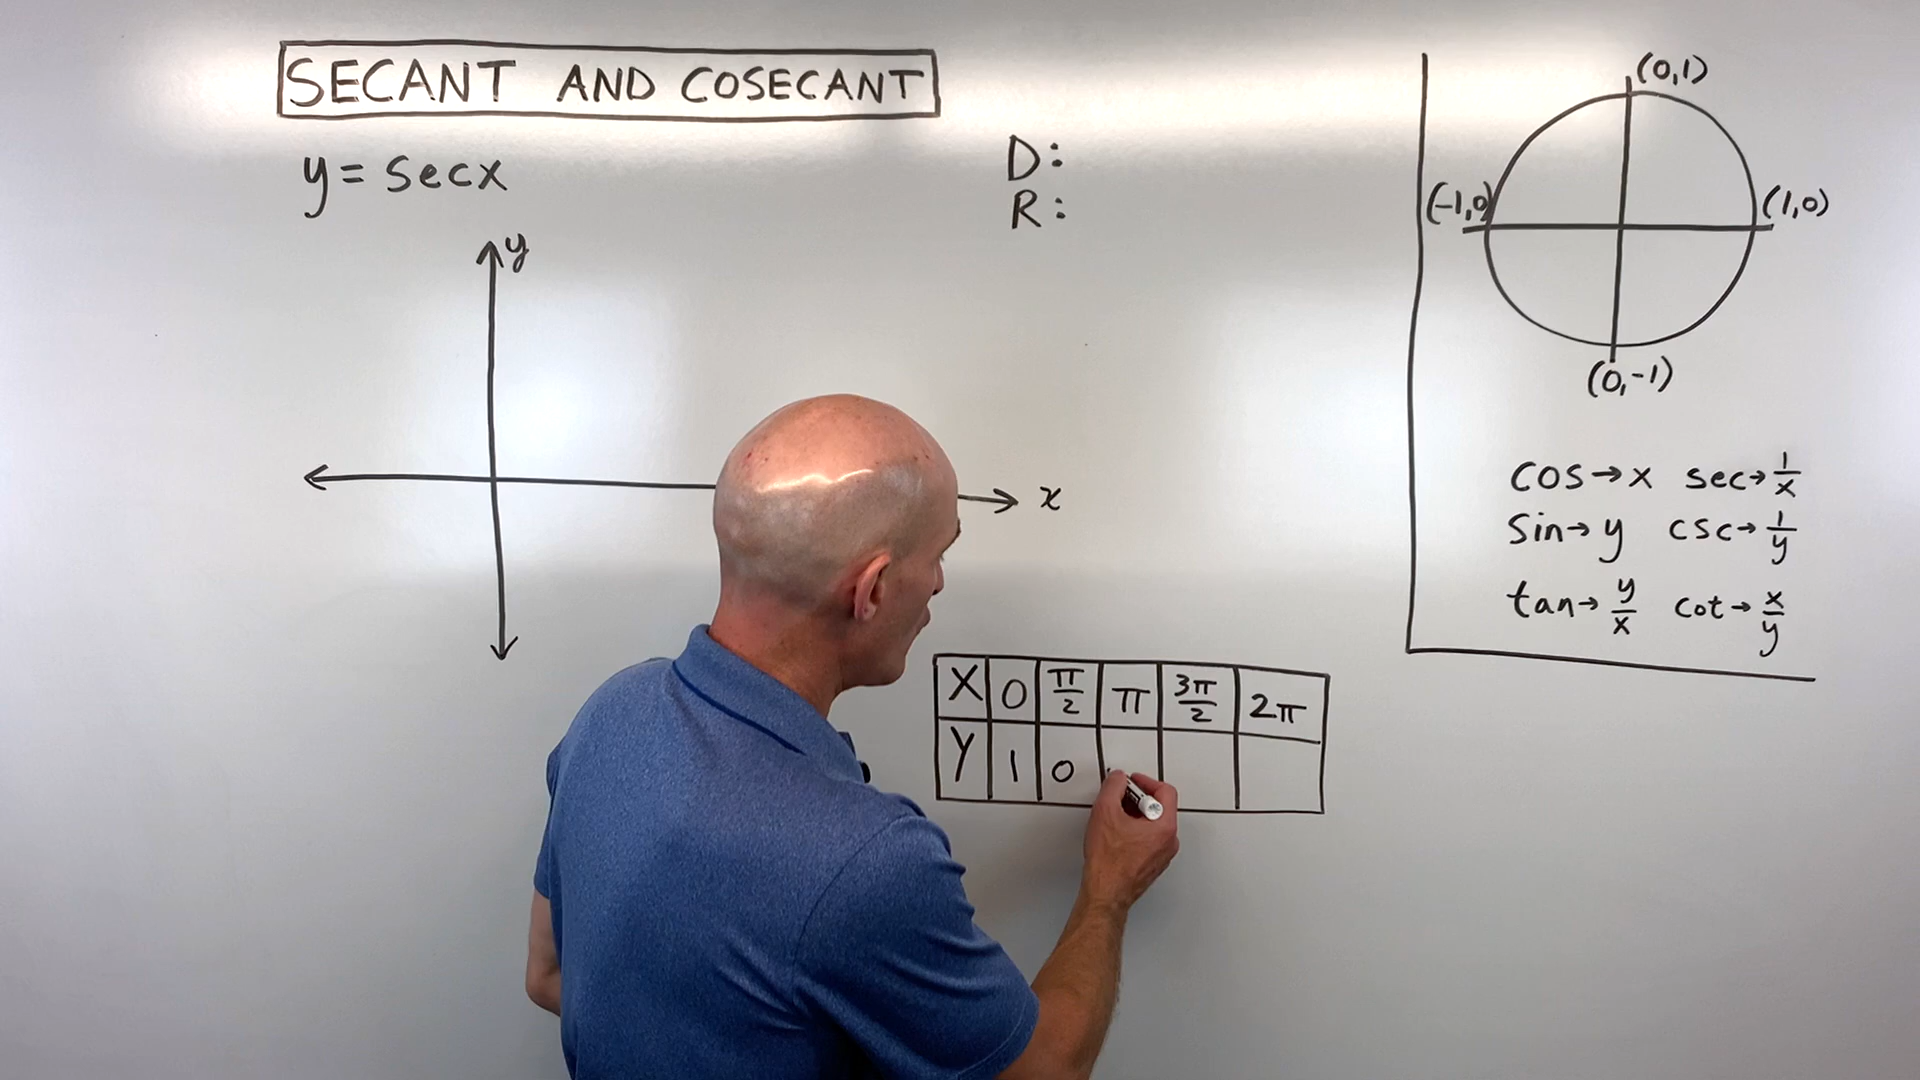 SECANT AND COSECANT
y = secx
D:
R:
y
x
X 0 π/2 π 3π/2 2π
Y 1 0
(0,1)
(-1,0)
(1,0)
(0,-1)
cos→x sec→1/x
sin→y csc→1/y
tan→y/x cot→x/y